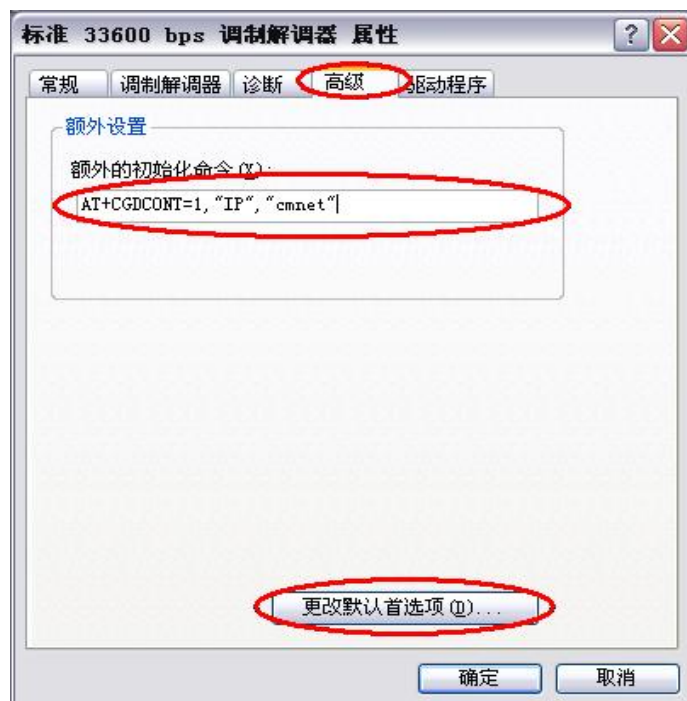 标准 33600 bps 调制解调器 属性
常规 调制解调器 诊断 高级 驱动程序
额外设置
额外的初始化命令(X):
AT+CGDCONT=1,"IP","cmnet"
更改默认首选项(D)...
确定 取消